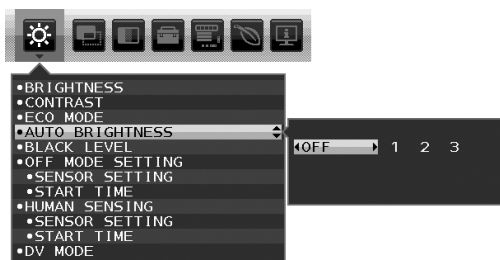 •BRIGHTNESS
•CONTRAST
•ECO MODE
•AUTO BRIGHTNESS
OFF 1 2 3
•BLACK LEVEL
•OFF MODE SETTING
•SENSOR SETTING
•START TIME
•HUMAN SENSING
•SENSOR SETTING
•START TIME
•DV MODE